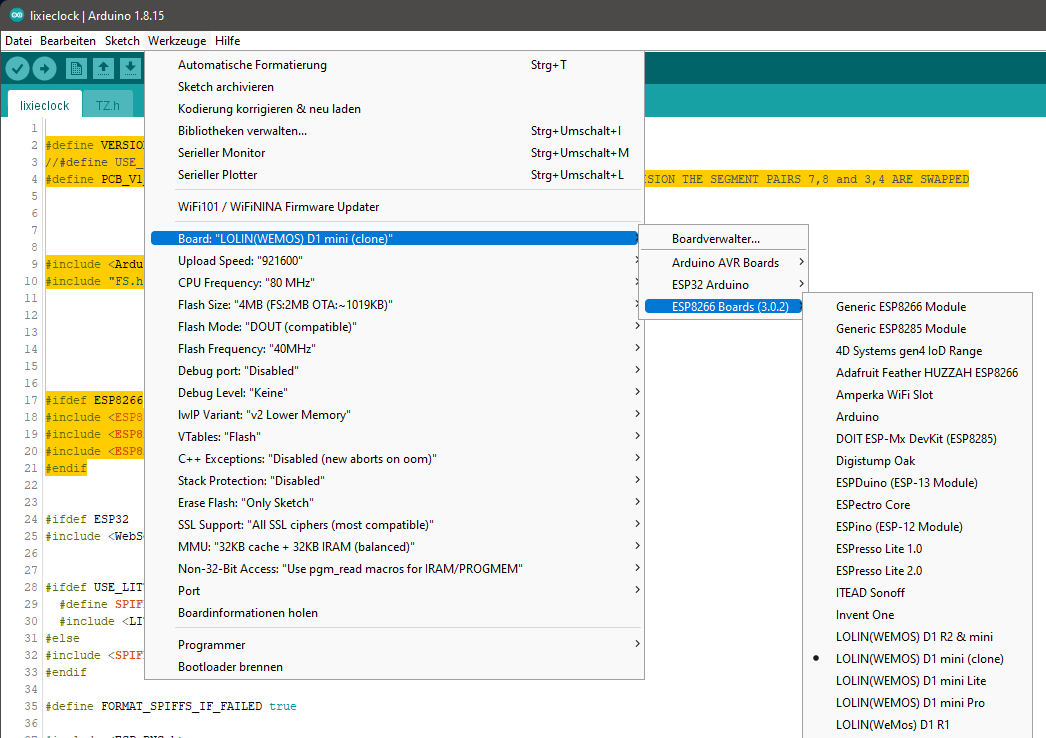 lixieclock | Arduino 1.8.15
Datei Bearbeiten Sketch Werkzeuge Hilfe
lixieclock TZ.h
Automatische Formatierung Strg+T
Sketch archivieren
Kodierung korrigieren & neu laden
Bibliotheken verwalten... Strg+Umschalt+I
Serieller Monitor Strg+Umschalt+M
Serieller Plotter Strg+Umschalt+L
WiFi101 / WiFiNINA Firmware Updater
Board: "LOLIN(WEMOS) D1 mini (clone)"
Upload Speed: "921600"
CPU Frequency: "80 MHz"
Flash Size: "4MB (FS:2MB OTA:~1019KB)"
Flash Mode: "DOUT (compatible)"
Flash Frequency: "40MHz"
Debug port: "Disabled"
Debug Level: "Keine"
lwIP Variant: "v2 Lower Memory"
VTables: "Flash"
C++ Exceptions: "Disabled (new aborts on oom)"
Stack Protection: "Disabled"
Erase Flash: "Only Sketch"
SSL Support: "All SSL ciphers (most compatible)"
MMU: "32KB cache + 32KB IRAM (balanced)"
Non-32-Bit Access: "Use pgm_read macros for IRAM/PROGMEM"
Port
Boardinformationen holen
Programmer
Bootloader brennen
Boardverwalter...
Arduino AVR Boards
ESP32 Arduino
ESP8266 Boards (3.0.2)
Generic ESP8266 Module
Generic ESP8285 Module
4D Systems gen4 IoD Range
Adafruit Feather HUZZAH ESP8266
Amperka WiFi Slot
Arduino
DOIT ESP-Mx DevKit (ESP8285)
Digistump Oak
ESPDuino (ESP-13 Module)
ESPectro Core
ESPino (ESP-12 Module)
ESPresso Lite 1.0
ESPresso Lite 2.0
ITEAD Sonoff
Invent One
LOLIN(WEMOS) D1 R2 & mini
LOLIN(WEMOS) D1 mini (clone)
LOLIN(WEMOS) D1 mini Lite
LOLIN(WEMOS) D1 mini Pro
LOLIN(WeMos) D1 R1
1
2 #define VERSION
3 //#define USE_
4 #define PCB_V1 ISION THE SEGMENT PAIRS 7,8 and 3,4 ARE SWAPPED
5
6
7
8
9 #include <Ardu
10 #include "FS.h
11
12
13
14
15
16
17 #ifdef ESP8266
18 #include <ESP8
19 #include <ESP8
20 #include <ESP8
21 #endif
22
23
24 #ifdef ESP32
25 #include <WebS
26
27
28 #ifdef USE_LIT
29 #define SPIF
30 #include <LI
31 #else
32 #include <SPIF
33 #endif
34
35 #define FORMAT_SPIFFS_IF_FAILED true
36